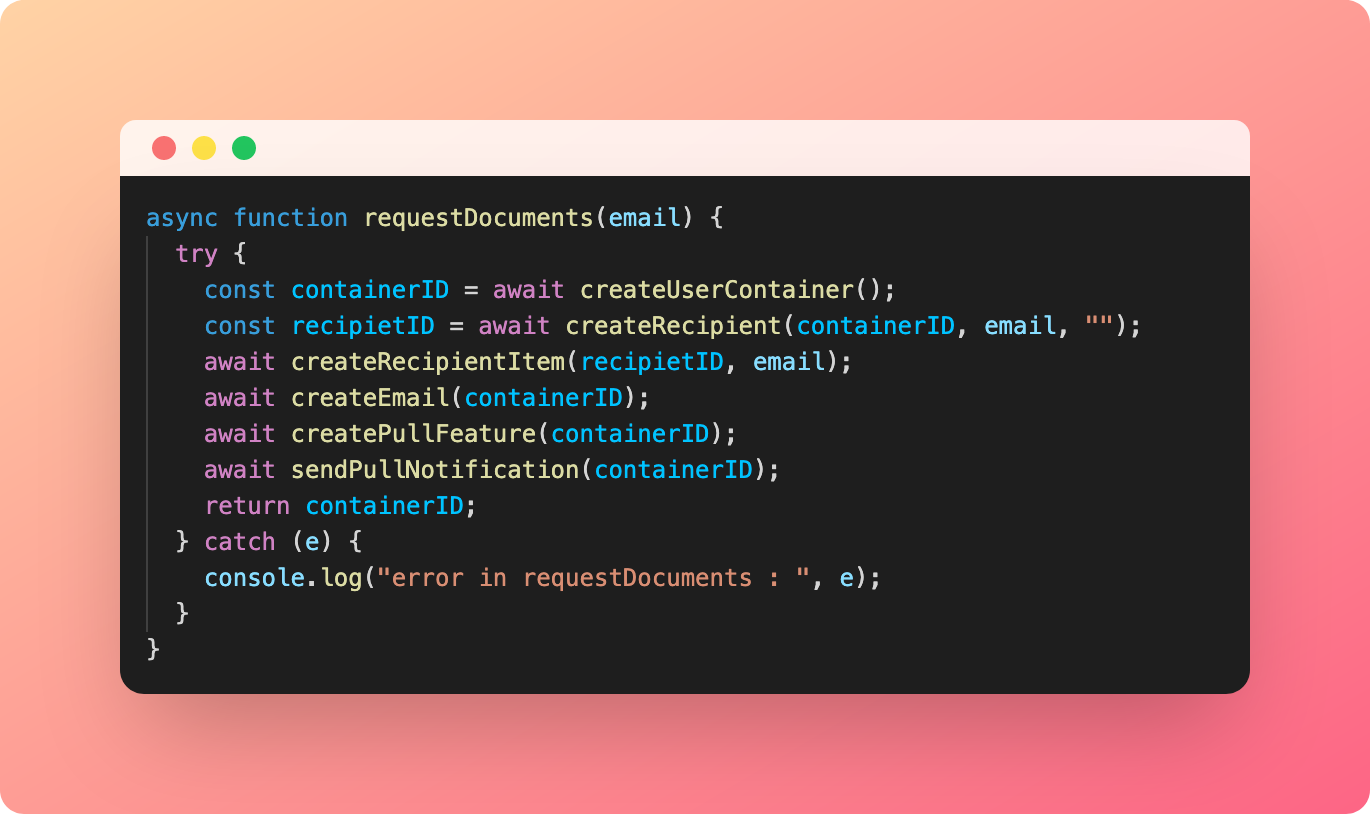 async function requestDocuments(email) {
  try {
    const containerID = await createUserContainer();
    const recipietID = await createRecipient(containerID, email, "");
    await createRecipientItem(recipietID, email);
    await createEmail(containerID);
    await createPullFeature(containerID);
    await sendPullNotification(containerID);
    return containerID;
  } catch (e) {
    console.log("error in requestDocuments : ", e);
  }
}